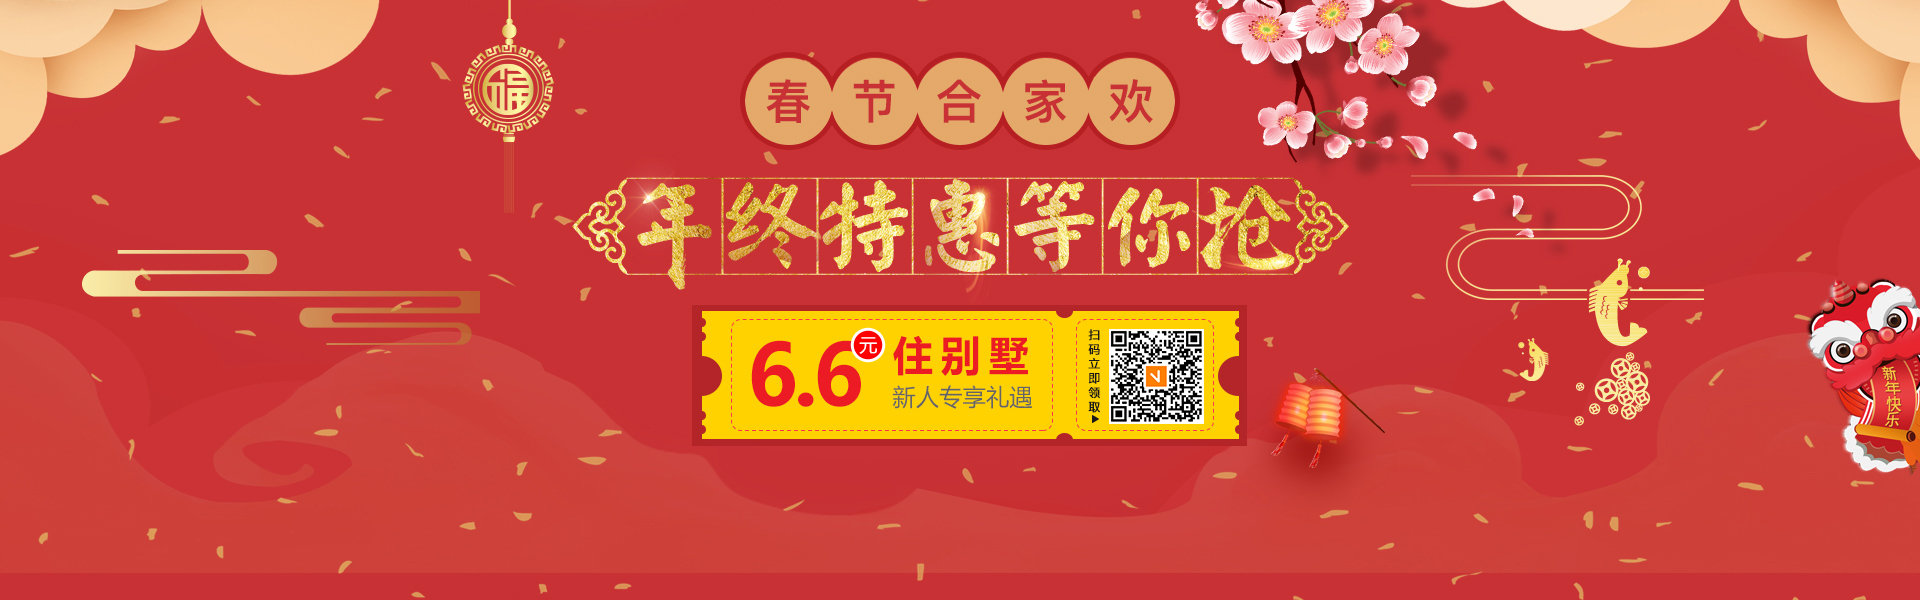 福
春节合家欢
年终特惠等你抢
6.6元
住别墅
新人专享礼遇
扫码立即领取
新年快乐